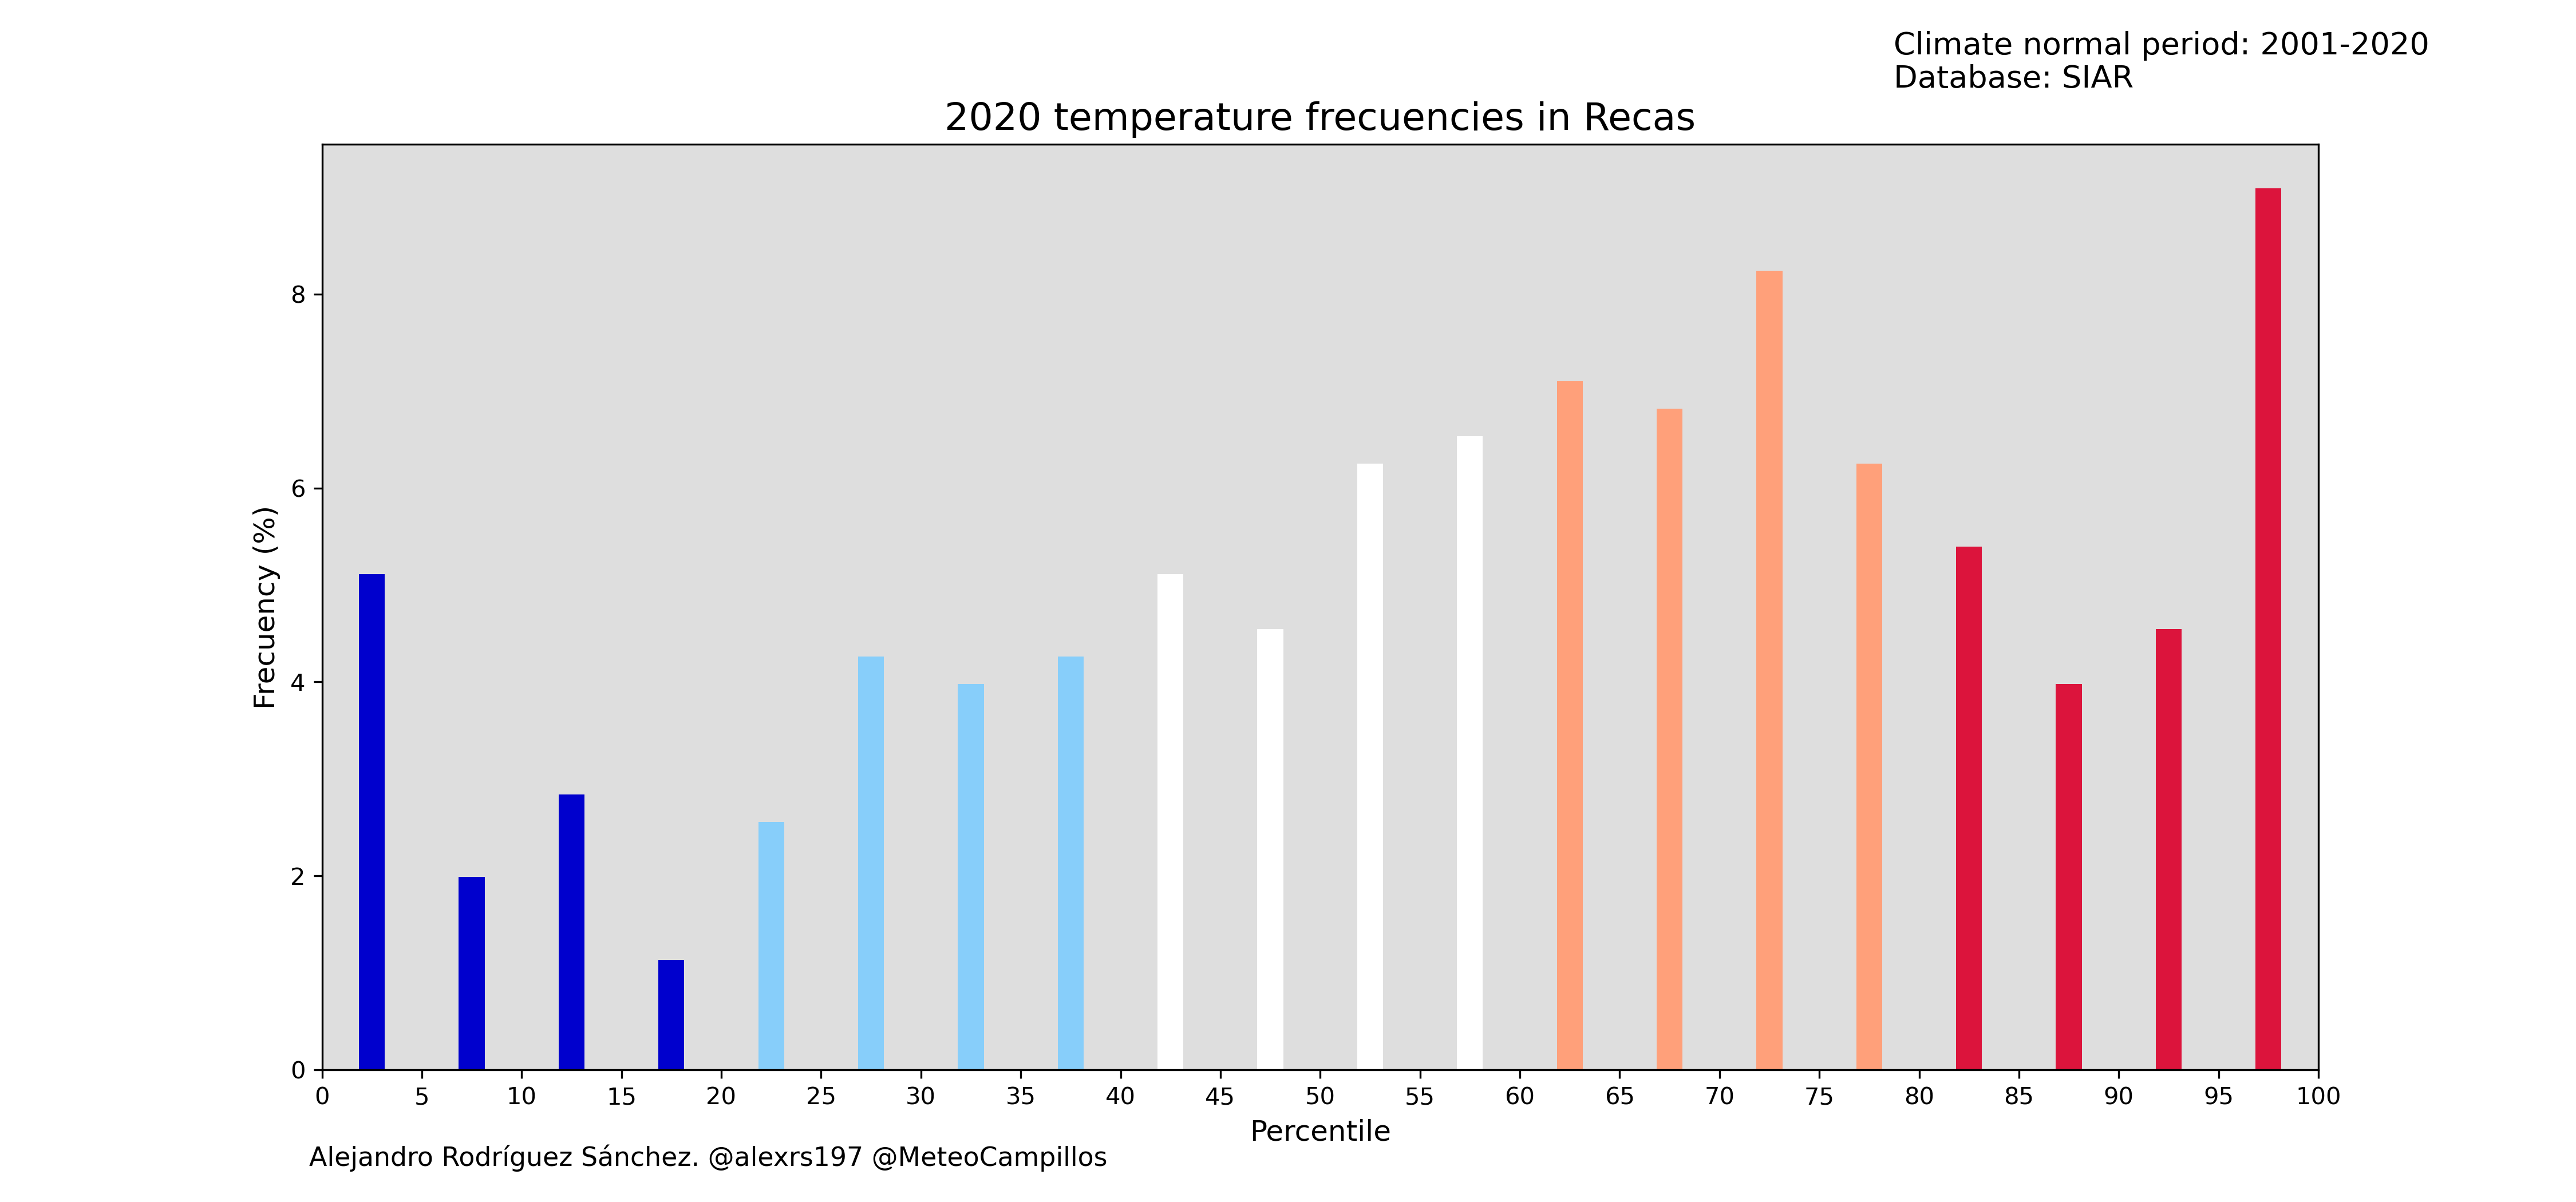 Climate normal period: 2001-2020
Database: SIAR
2020 temperature frecuencies in Recas
Frecuency (%)
8
6
4
2
0
0 5 10 15 20 25 30 35 40 45 50 55 60 65 70 75 80 85 90 95 100
Percentile
Alejandro Rodríguez Sánchez. @alexrs197 @MeteoCampillos